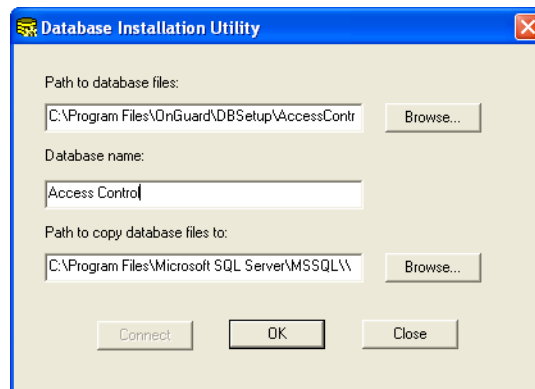 Database Installation Utility
Path to database files:
C:\Program Files\OnGuard\DBSetup\AccessContr
Browse...
Database name:
Access Control
Path to copy database files to:
C:\Program Files\Microsoft SQL Server\MSSQL\\
Browse...
Connect
OK
Close